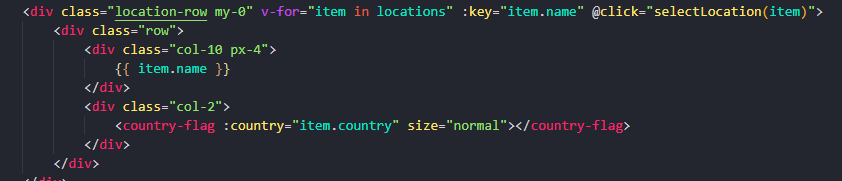 <div class="location-row my-0" v-for="item in locations" :key="item.name" @click="selectLocation(item)">
<div class="row">
<div class="col-10 px-4">
{{ item.name }}
</div>
<div class="col-2">
<country-flag :country="item.country" size="normal"></country-flag>
</div>
</div>
</div>